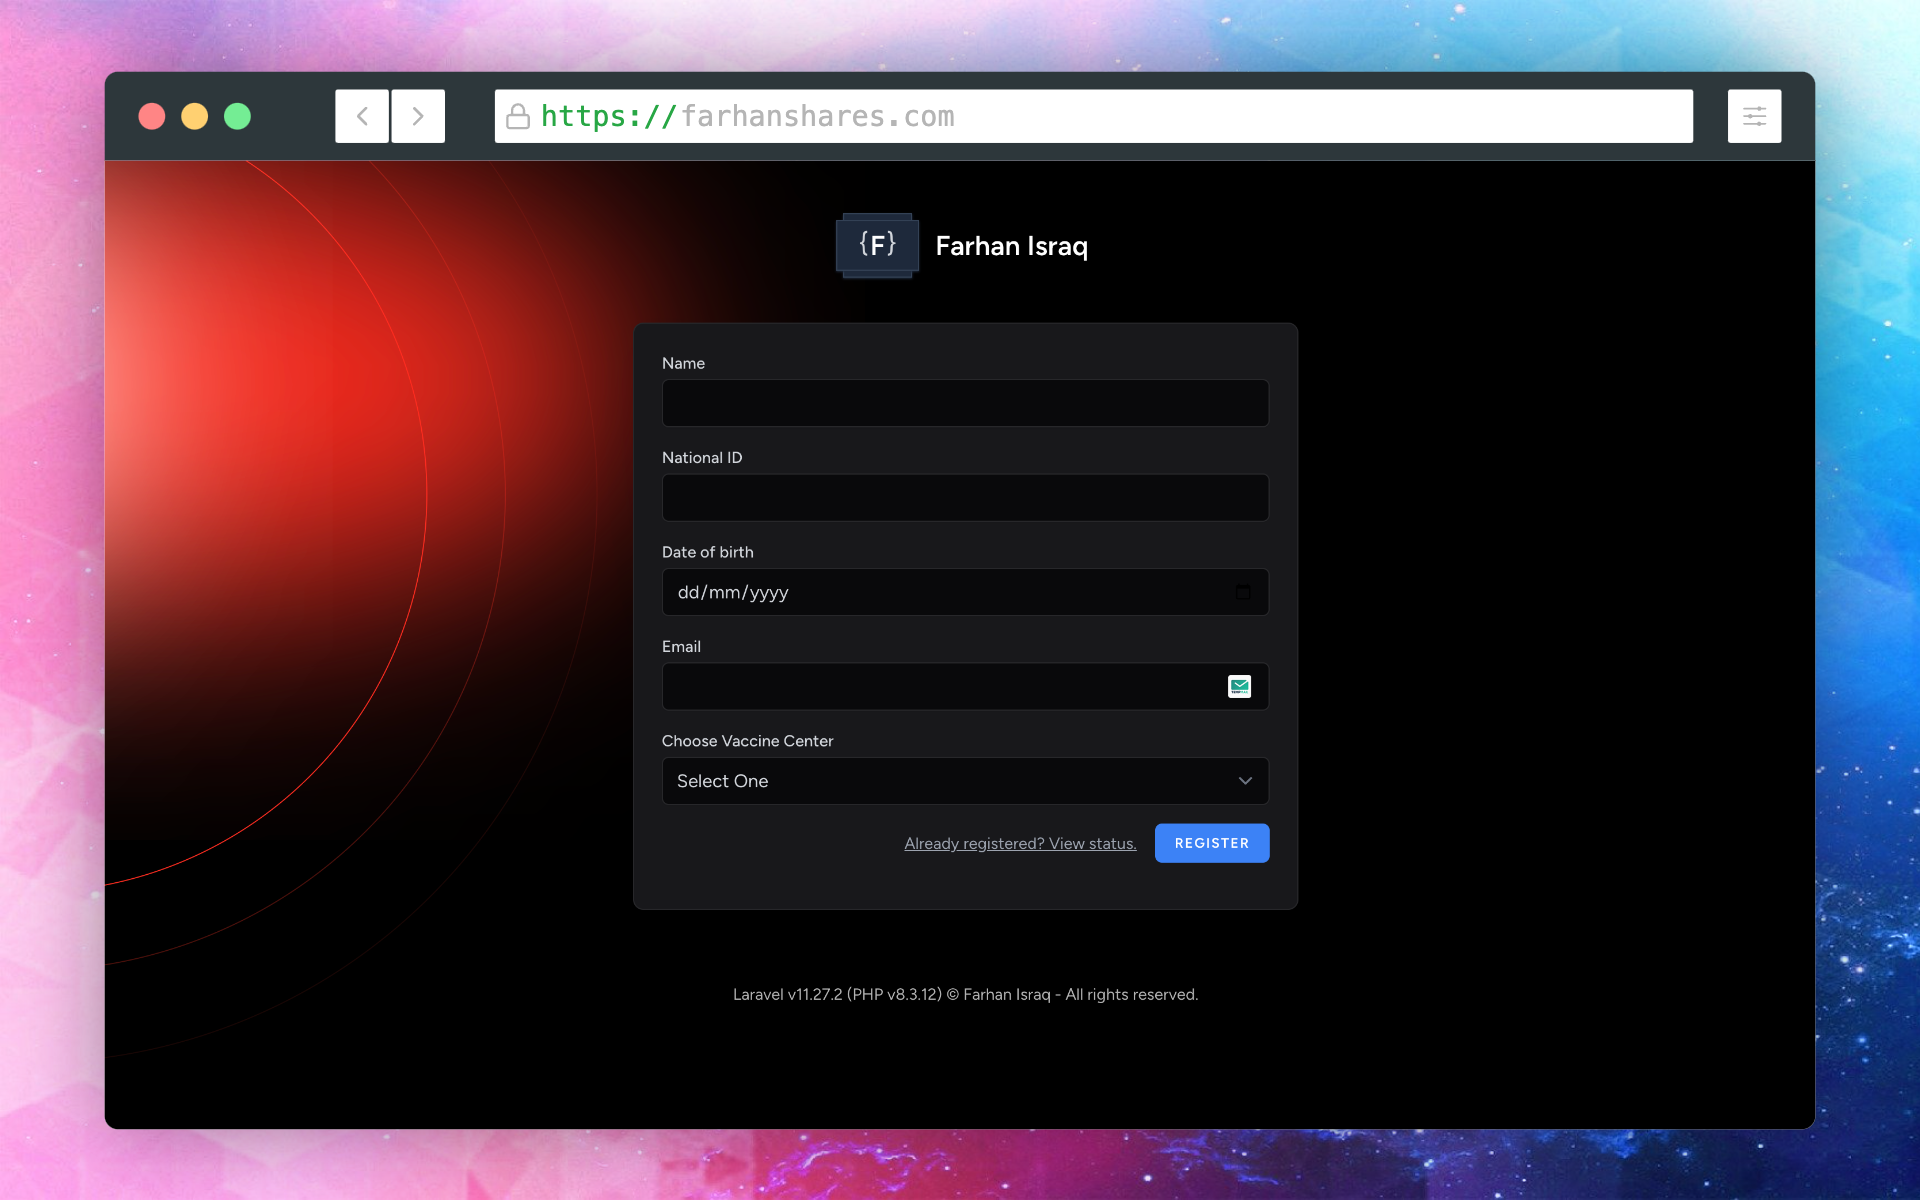 https://farhanshares.com
{F} Farhan Israq
Name
National ID
Date of birth
dd/mm/yyyy
Email
Choose Vaccine Center
Select One
Already registered? View status. REGISTER
Laravel v11.27.2 (PHP v8.3.12) © Farhan Israq - All rights reserved.